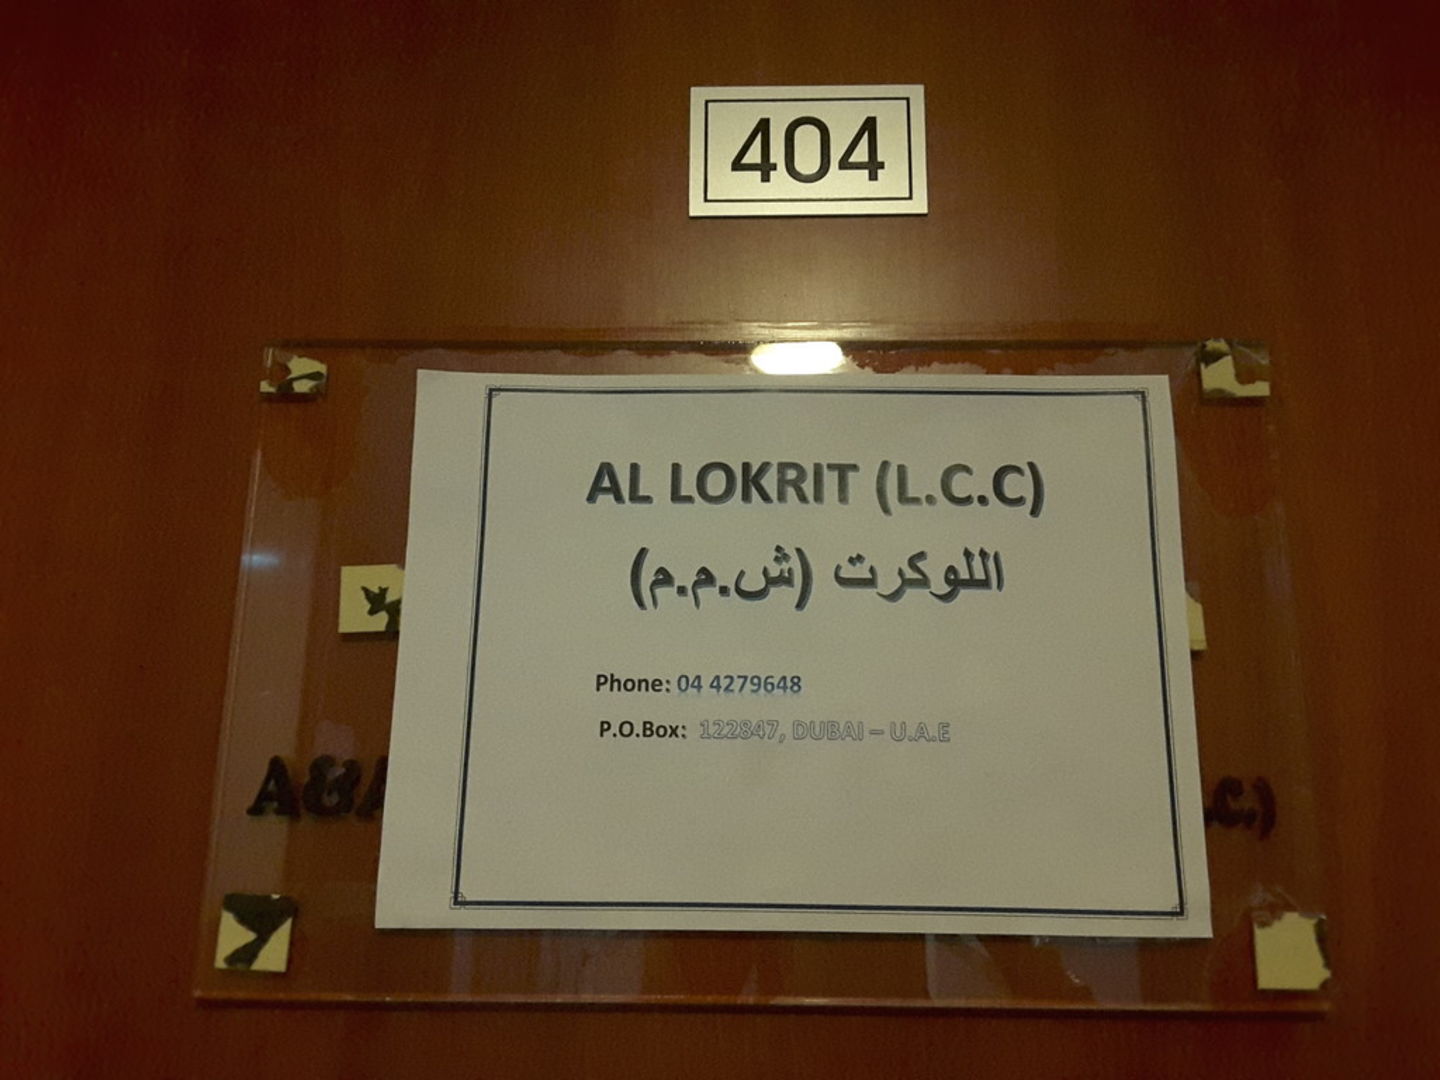 404
AL LOKRIT (L.C.C)
اللوكرت (ش.م.م)
Phone: 04 4279648
P.O.Box: 122847, DUBAI – U.A.E
A&A
.C.)